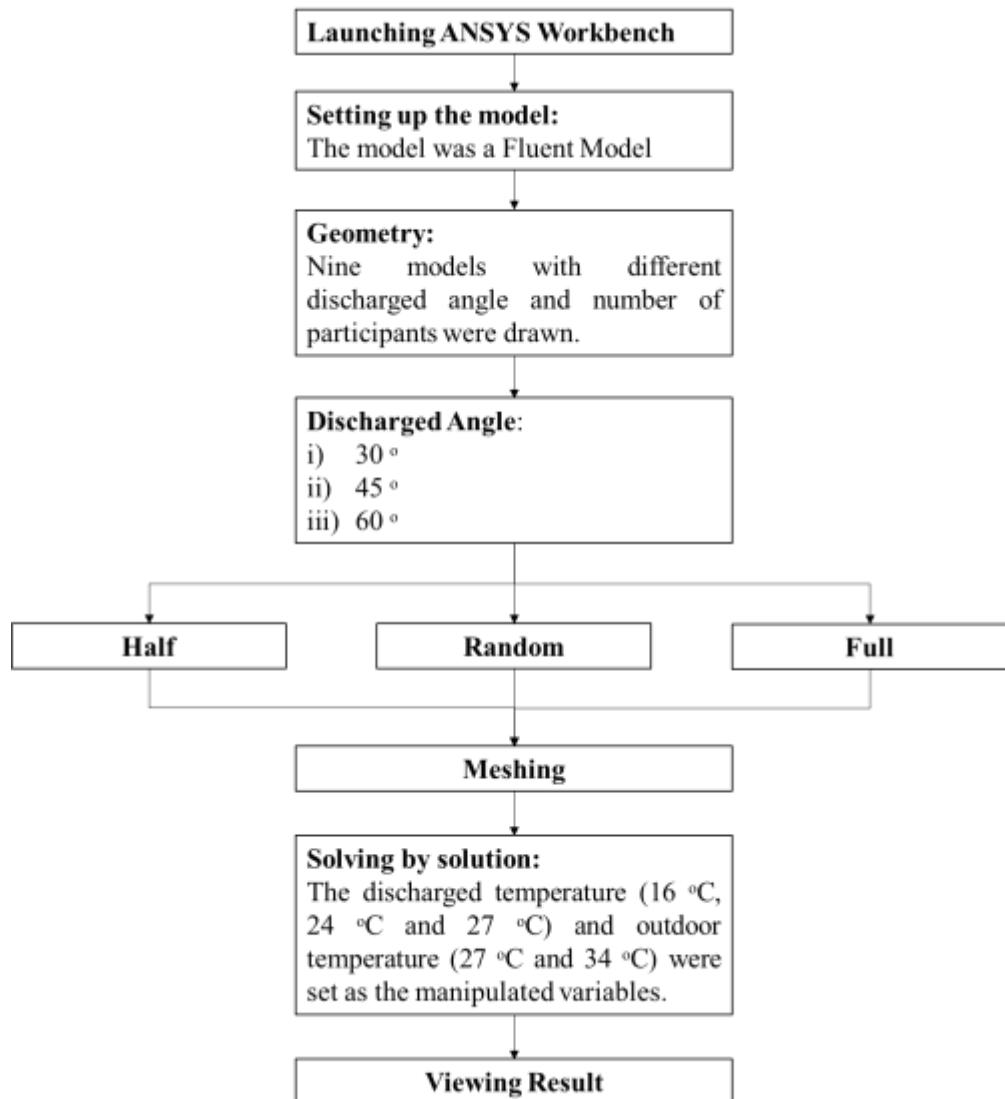 Launching ANSYS Workbench
Setting up the model:
The model was a Fluent Model
Geometry:
Nine models with different
discharged angle and number of
participants were drawn.
Discharged Angle:
i) 30 º
ii) 45 º
iii) 60 º
Half
Random
Full
Meshing
Solving by solution:
The discharged temperature (16 ºC,
24 ºC and 27 ºC) and outdoor
temperature (27 ºC and 34 ºC) were
set as the manipulated variables.
Viewing Result